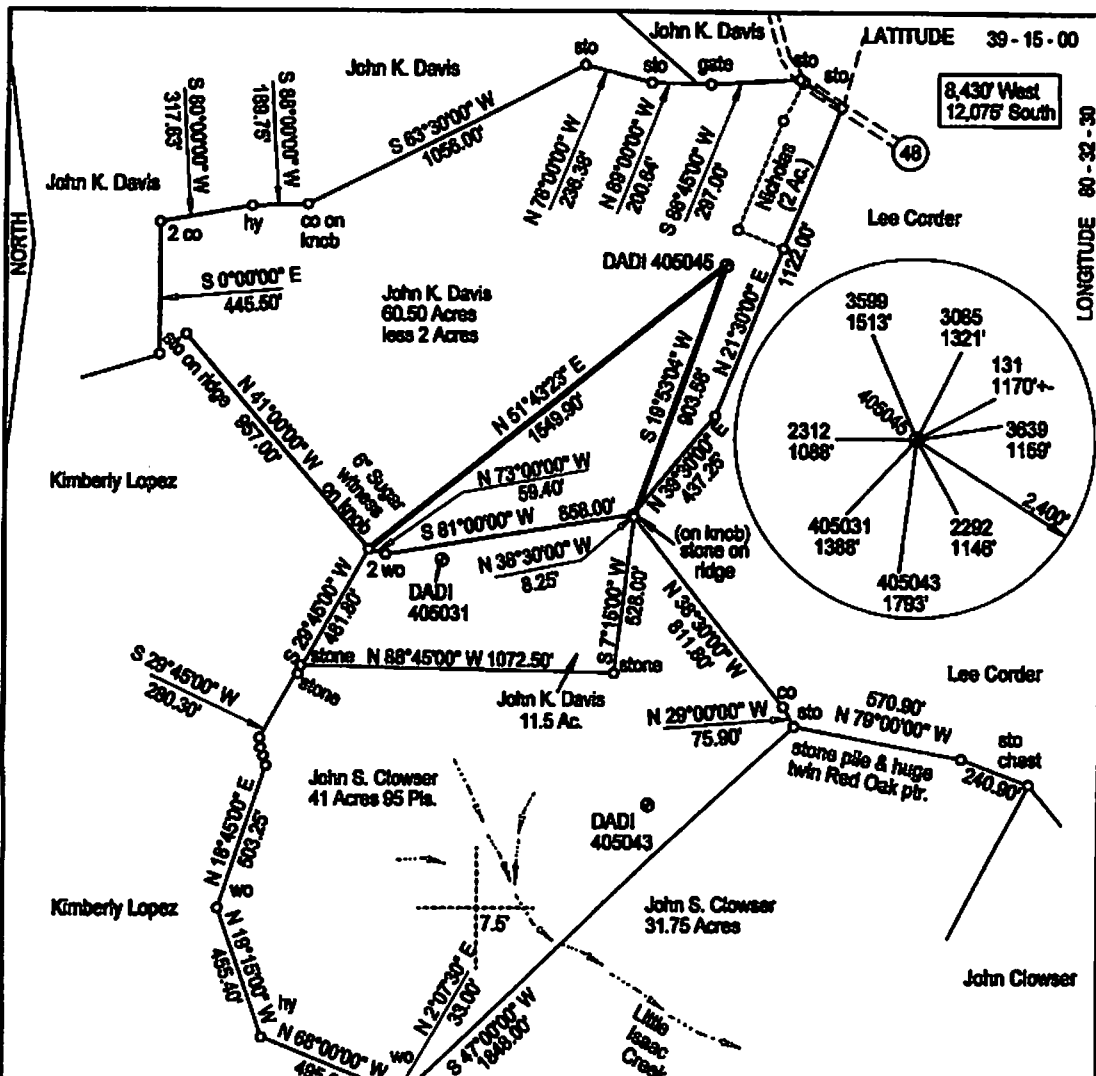 LATITUDE 39 - 15 - 00
8,430' West
12,075' South
LONGITUDE 80 - 32 - 30
NORTH
John K. Davis
John K. Davis
John K. Davis
sto
sto
gate
sto
sto
48
S 60°00'00" W
317.63'
S 88°00'00" W
189.75'
S 63°30'00" W
1056.00'
N 76°00'00" W
236.38'
N 89°00'00" W
200.64'
S 88°45'00" W
297.00'
Nicholas
(2 Ac.)
Lee Corder
2 co
hy
co on
knob
S 0°00'00" E
445.50'
John K. Davis
60.50 Acres
less 2 Acres
DADI 405045
1122.00'
N 21°30'00" E
sto on ridge
N 41°00'00" W
957.00'
N 51°43'23" E
1549.90'
S 19°53'04" W
903.58'
N 39°30'00" E
437.25'
3599
1513'
3085
1321'
131
1170'+-
405045
2312
1088'
3639
1159'
405031
1388'
2292
1146'
405043
1793'
2,400'
Kimberly Lopez
6" Sugar
witness
on knob
N 73°00'00" W
59.40'
S 81°00'00" W 858.00'
N 38°30'00" W
8.25'
(on knob)
stone on
ridge
2 wo
DADI
405031
S 29°45'00" W
461.80'
S 7°15'00" W
528.00'
N 38°30'00" W
811.80'
stone
stone
N 88°45'00" W 1072.50'
stone
John K. Davis
11.5 Ac.
Lee Corder
S 29°45'00" W
280.30'
N 29°00'00" W
75.90'
co
sto
570.90'
N 79°00'00" W
sto
chest
240.90'
stone pile & huge
twin Red Oak ptr.
John S. Clowser
41 Acres 95 Pls.
DADI
405043
N 18°45'00" E
603.25'
Kimberly Lopez
wo
7.5'
John S. Clowser
31.75 Acres
John Clowser
N 18°15'00" W
455.40'
hy
N 66°00'00" W
wo
N 2°07'30" E
33.00'
S 47°00'00" W
1848.00'
Little
Isaac
Creek